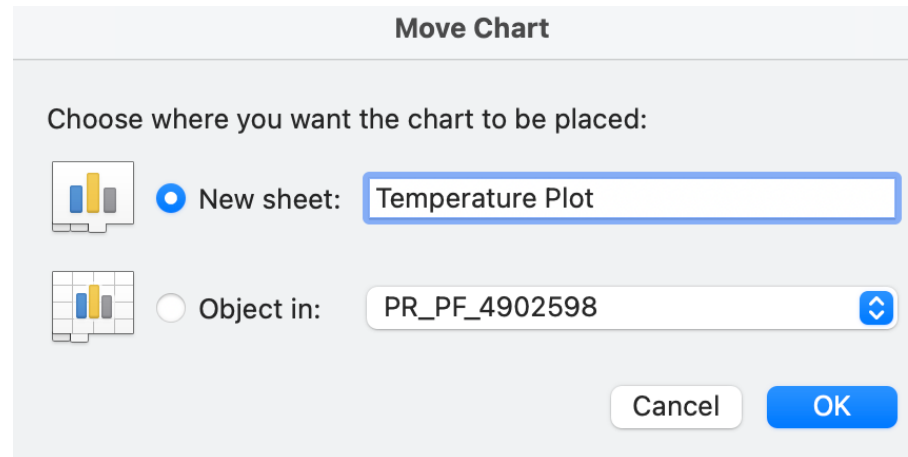 Move Chart
Choose where you want the chart to be placed:
New sheet: Temperature Plot
Object in: PR_PF_4902598
Cancel OK